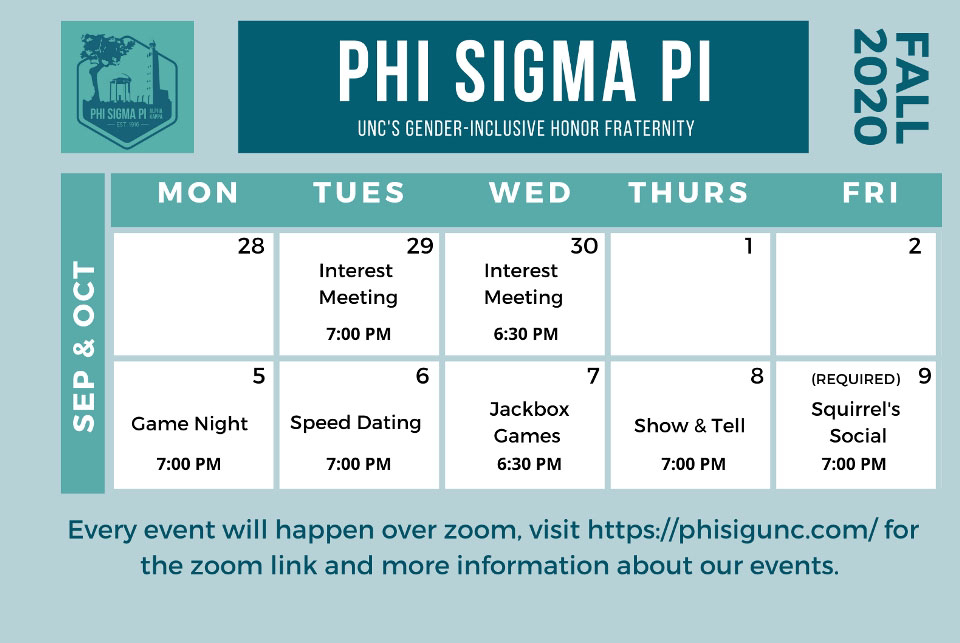 PHI SIGMA PI ALPHA KAPPA
EST. 1996
PHI SIGMA PI
UNC'S GENDER-INCLUSIVE HONOR FRATERNITY
FALL
2020
SEP & OCT
MON TUES WED THURS FRI
28
29
Interest
Meeting
7:00 PM
30
Interest
Meeting
6:30 PM
1
2
5
Game Night
7:00 PM
6
Speed Dating
7:00 PM
7
Jackbox
Games
6:30 PM
8
Show & Tell
7:00 PM
(REQUIRED) 9
Squirrel's
Social
7:00 PM
Every event will happen over zoom, visit https://phisigunc.com/ for
the zoom link and more information about our events.